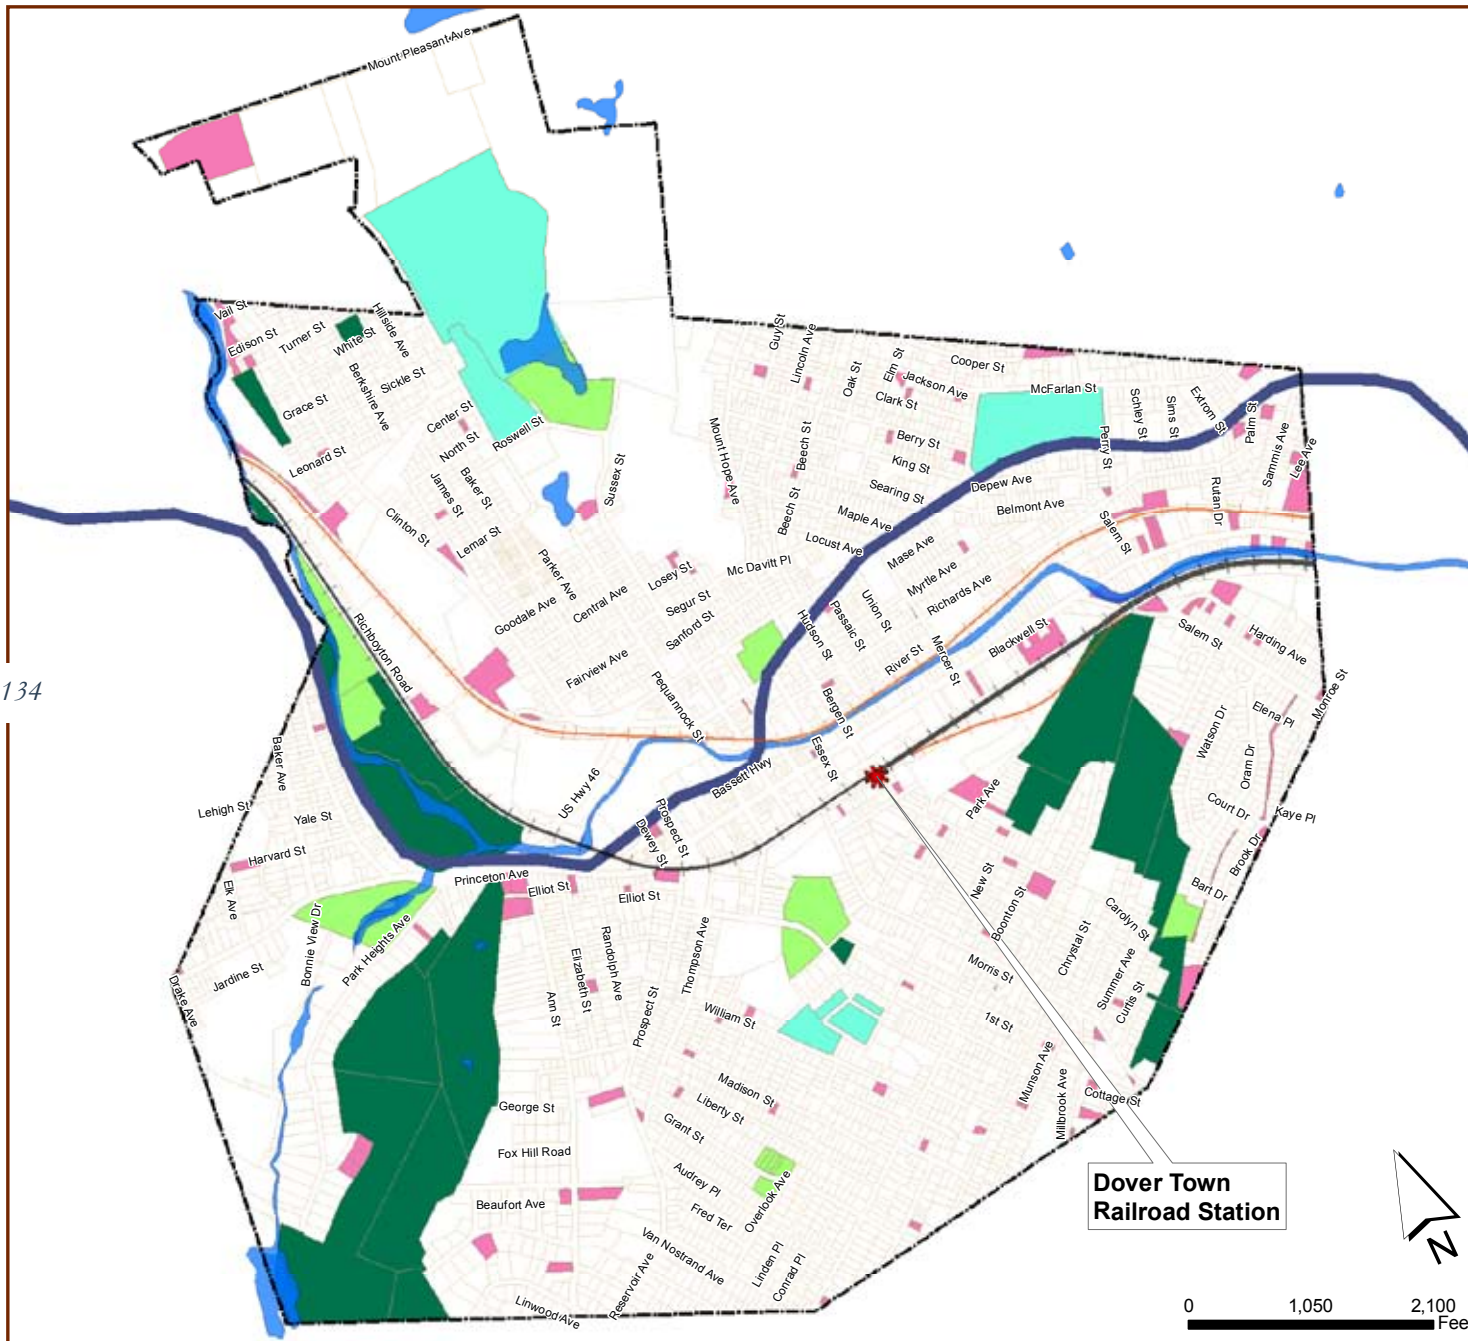 Mount Pleasant Ave
Vail St
Edison St
Turner St
White St
Hillside Ave
Sickle St
Berkshire Ave
Grace St
Center St
North St
Roswell St
Leonard St
Baker St
James St
Clinton St
Lemar St
Sussex St
Parker Ave
Goodale Ave
Central Ave
Losey St
Segur St
Sanford St
Fairview Ave
Pequannock St
Richboyton Road
Guy St
Lincoln Ave
Oak St
Elm St
Cooper St
Jackson Ave
Clark St
McFarlan St
Schley St
Sims St
Extrom St
Palm St
Sammis Ave
Lee Ave
Mount Hope Ave
Beech St
Berry St
King St
Searing St
Perry St
Depew Ave
Belmont Ave
Rutan Dr
Beech St
Maple Ave
Locust Ave
Salem St
Mc Davitt Pl
Mase Ave
Myrtle Ave
Richards Ave
Union St
Passaic St
Hudson St
River St
Mercer St
Blackwell St
Salem St
Harding Ave
Monroe St
Elena Pl
Watson Dr
Oram Dr
Court Dr
Kaye Pl
Brook Dr
Bart Dr
134
Bergen St
Essex St
Bassett Hwy
US Hwy 46
Prospect St
Dewey St
Park Ave
Baker Ave
Lehigh St
Yale St
Harvard St
Elk Ave
Princeton Ave
Elliot St
Elliot St
New St
Boonton St
Carolyn St
Chrystal St
Summer Ave
Curtis St
Morris St
1st St
Bonnie View Dr
Park Heights Ave
Jardine St
Drake Ave
Randolph Ave
Elizabeth St
Ann St
Thompson Ave
Prospect St
William St
Munson Ave
Millbrook Ave
Cottage St
Madison St
Liberty St
Grant St
George St
Fox Hill Road
Beaufort Ave
Audrey Pl
Fred Ter
Overlook Ave
Van Nostrand Ave
Linden Pl
Conrad Pl
Reservoir Ave
Linwood Ave
Dover Town
Railroad Station
N
0 1,050 2,100
Fee